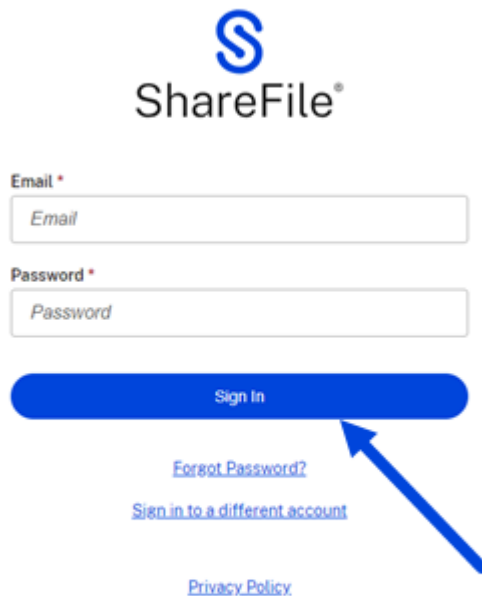 ShareFile®
Email *
Email
Password *
Password
Sign In
Forgot Password?
Sign in to a different account
Privacy Policy